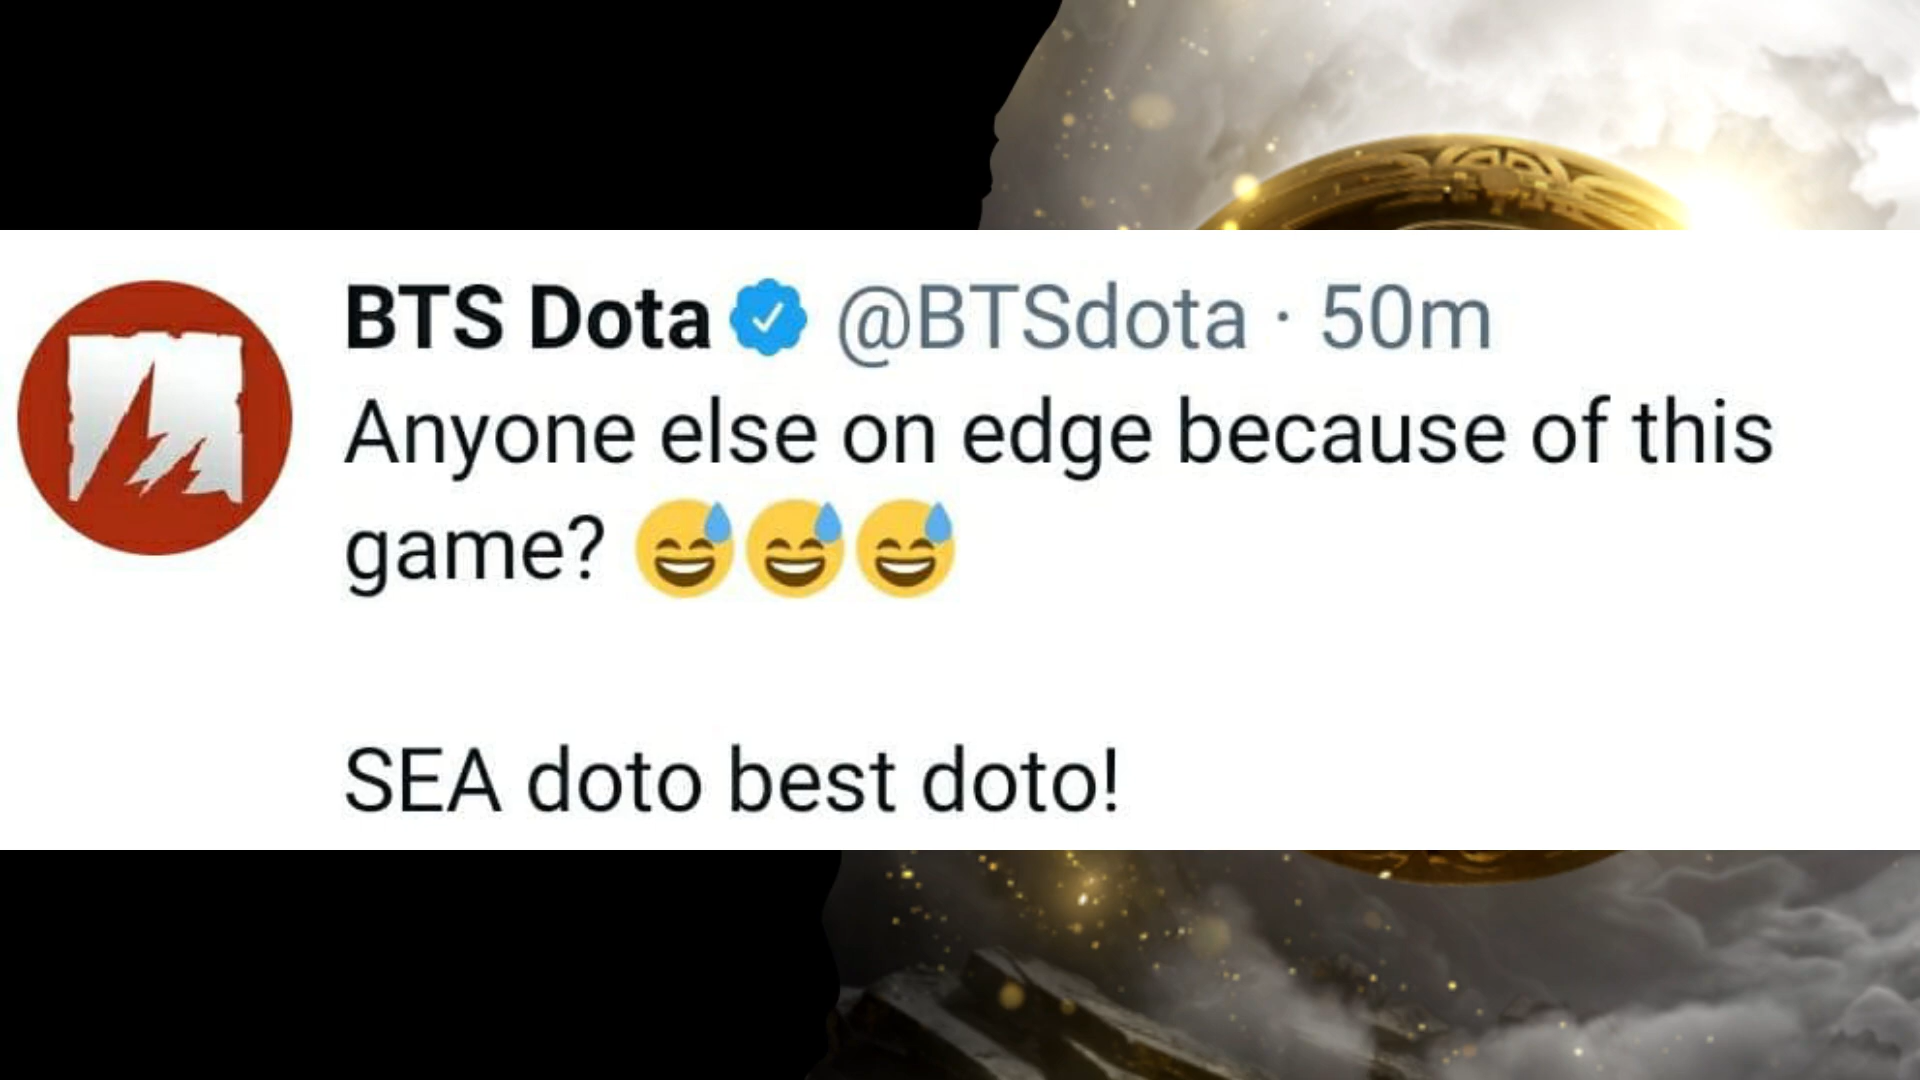 BTS Dota @BTSdota · 50m
Anyone else on edge because of this
game? 😅😅😅
SEA doto best doto!